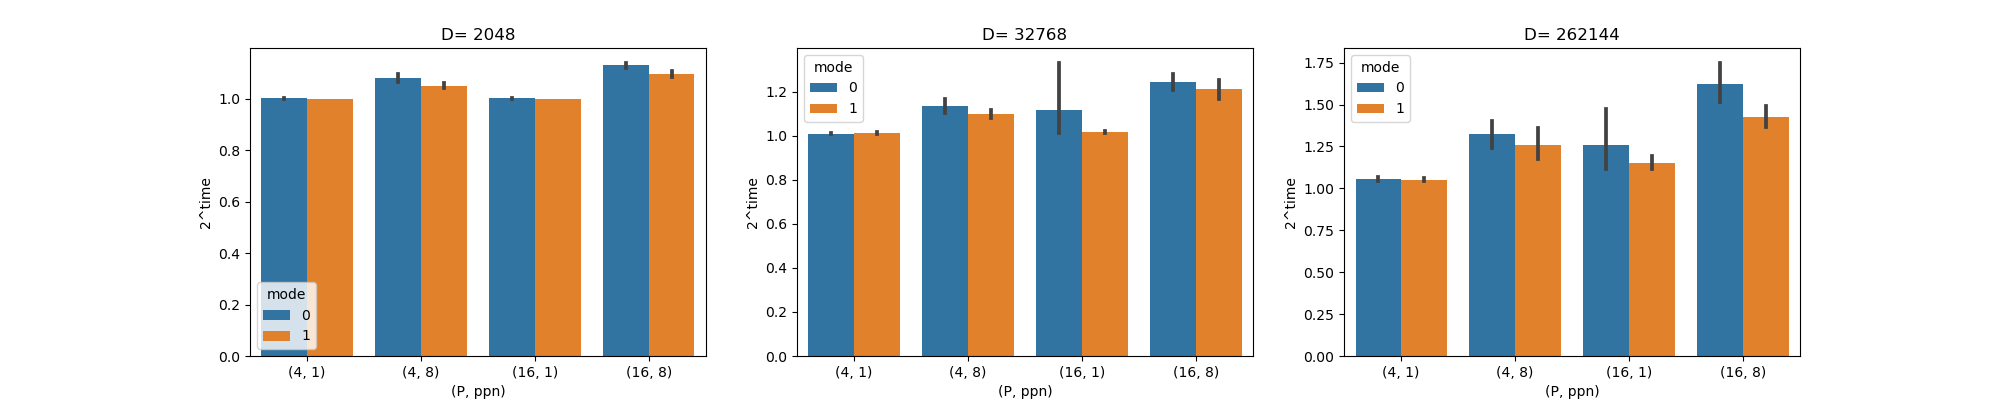 D= 2048
2^time
1.0
0.8
0.6
0.4
0.2
0.0
mode
0
1
(4, 1) (4, 8) (16, 1) (16, 8)
(P, ppn)
D= 32768
2^time
1.2
1.0
0.8
0.6
0.4
0.2
0.0
mode
0
1
(4, 1) (4, 8) (16, 1) (16, 8)
(P, ppn)
D= 262144
2^time
1.75
1.50
1.25
1.00
0.75
0.50
0.25
0.00
mode
0
1
(4, 1) (4, 8) (16, 1) (16, 8)
(P, ppn)